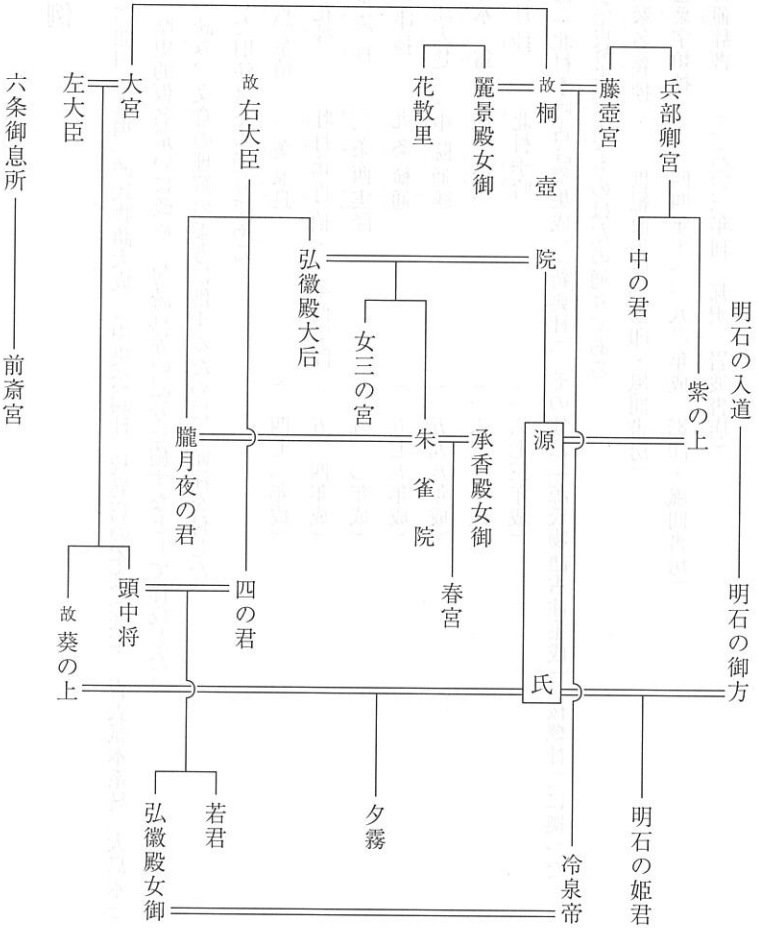 兵部卿宮
藤壺宮
故桐壺院
麗景殿女御
花散里
大宮
左大臣
故右大臣
六条御息所
明石の入道
紫の上
中の君
女三の宮
弘徽殿大后
前斎宮
源氏
承香殿女御
朱雀院
朧月夜の君
明石の御方
春宮
四の君
頭中将
故葵の上
明石の姫君
冷泉帝
夕霧
若君
弘徽殿女御